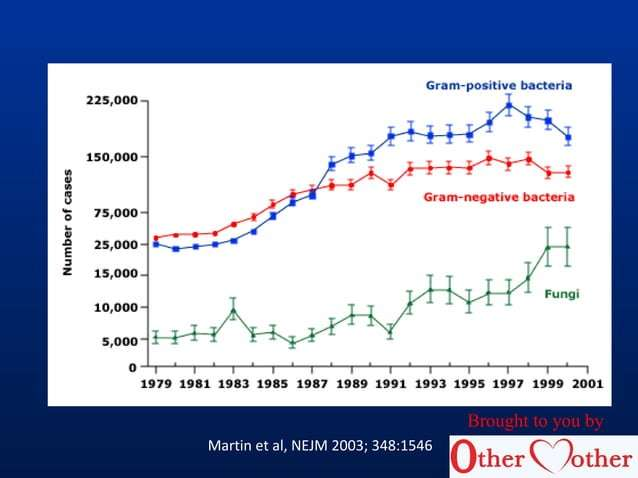 Gram-positive bacteria
225,000
150,000
Number of cases
Gram-negative bacteria
75,000
25,000
15,000
Fungi
10,000
5,000
0
1979 1981 1983 1985 1987 1989 1991 1993 1995 1997 1999 2001
Brought to you by
Martin et al, NEJM 2003; 348:1546
Other other